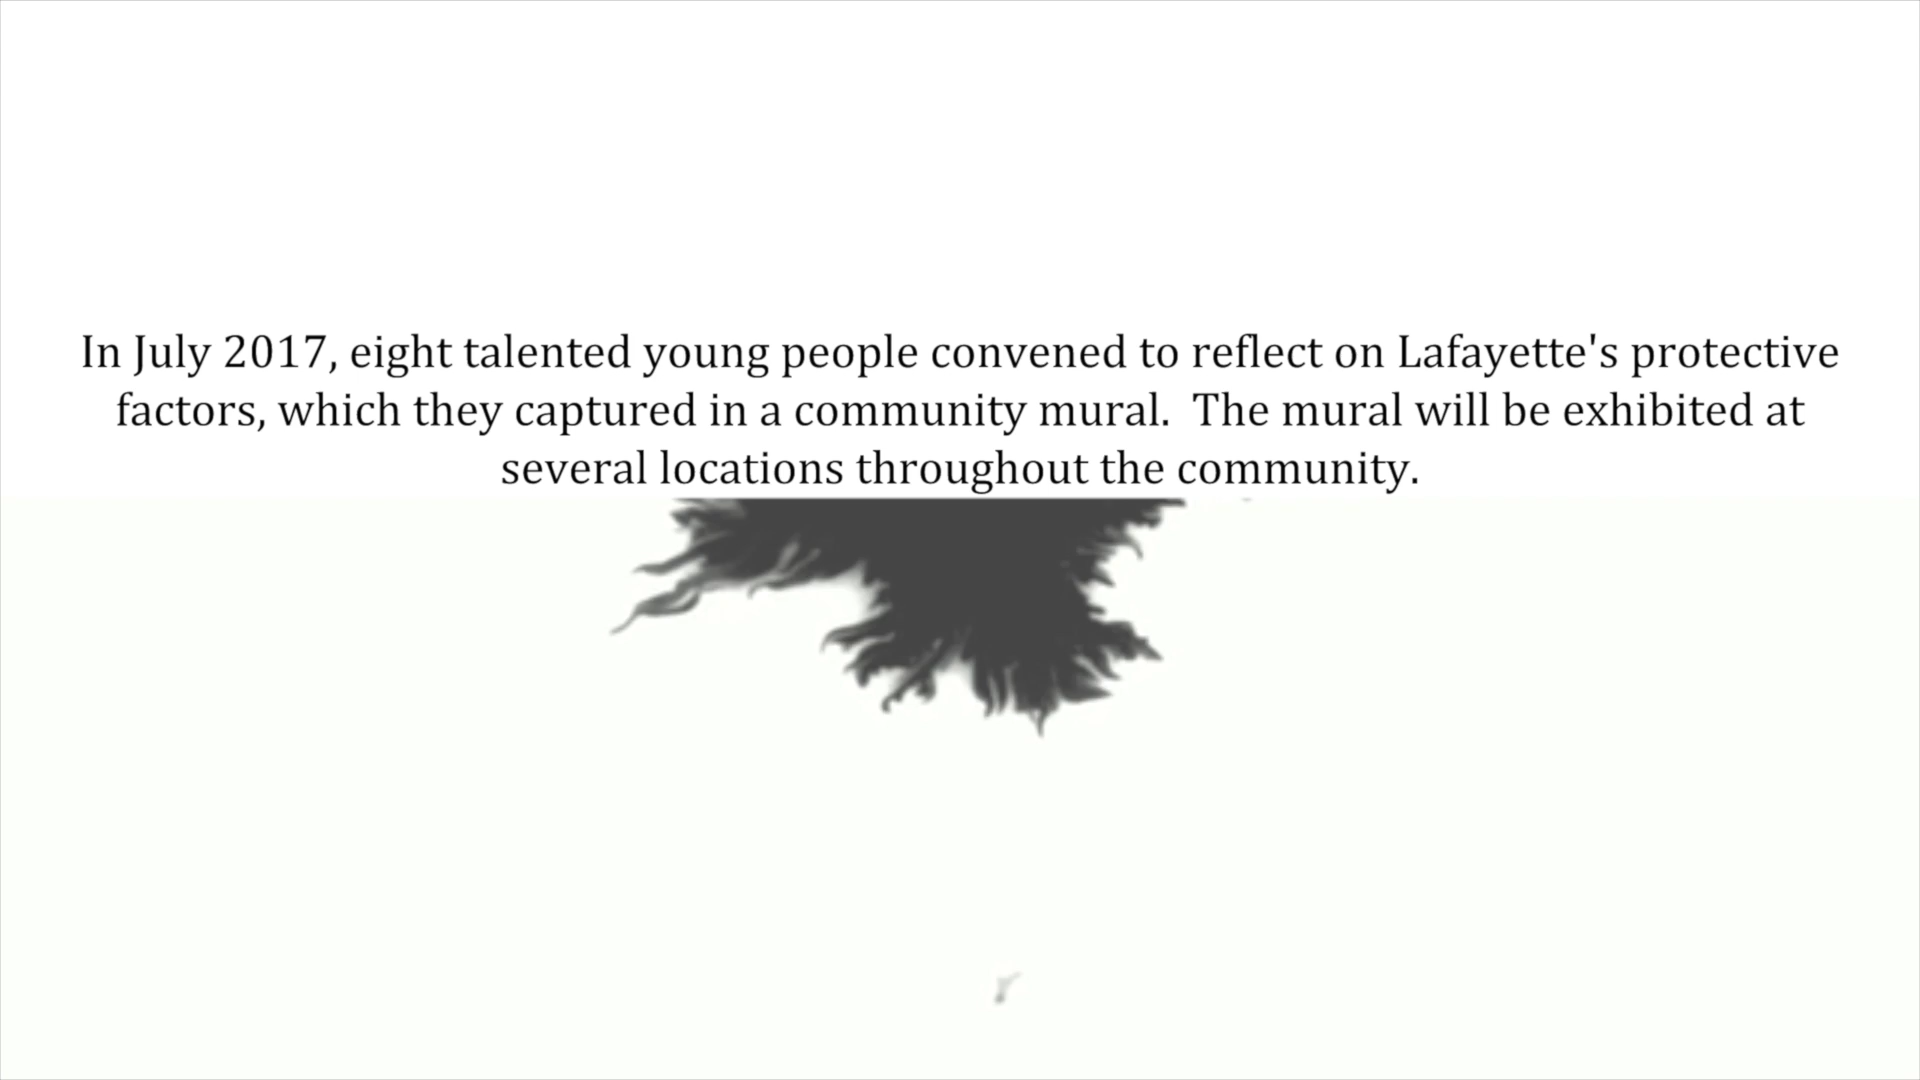 In July 2017, eight talented young people convened to reflect on Lafayette's protective
factors, which they captured in a community mural.  The mural will be exhibited at
several locations throughout the community.